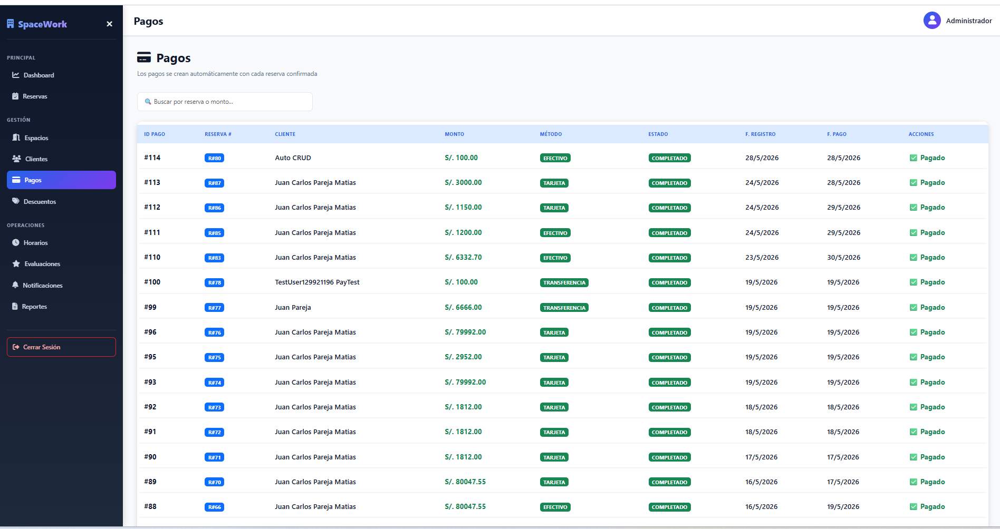 SpaceWork ×
PRINCIPAL
Dashboard
Reservas
GESTIÓN
Espacios
Clientes
Pagos
Descuentos
OPERACIONES
Horarios
Evaluaciones
Notificaciones
Reportes
Cerrar Sesión
Pagos
Administrador
Pagos
Los pagos se crean automáticamente con cada reserva confirmada
Buscar por reserva o monto...
ID PAGO RESERVA # CLIENTE MONTO MÉTODO ESTADO F. REGISTRO F. PAGO ACCIONES
#114 R#80 Auto CRUD S/. 100.00 EFECTIVO COMPLETADO 28/5/2026 28/5/2026 Pagado
#113 R#87 Juan Carlos Pareja Matias S/. 3000.00 TARJETA COMPLETADO 24/5/2026 28/5/2026 Pagado
#112 R#86 Juan Carlos Pareja Matias S/. 1150.00 TARJETA COMPLETADO 24/5/2026 29/5/2026 Pagado
#111 R#85 Juan Carlos Pareja Matias S/. 1200.00 EFECTIVO COMPLETADO 24/5/2026 29/5/2026 Pagado
#110 R#83 Juan Carlos Pareja Matias S/. 6332.70 EFECTIVO COMPLETADO 23/5/2026 30/5/2026 Pagado
#100 R#78 TestUser129921196 PayTest S/. 100.00 TRANSFERENCIA COMPLETADO 19/5/2026 19/5/2026 Pagado
#99 R#77 Juan Pareja S/. 6666.00 TRANSFERENCIA COMPLETADO 19/5/2026 19/5/2026 Pagado
#96 R#76 Juan Carlos Pareja Matias S/. 79992.00 TARJETA COMPLETADO 19/5/2026 19/5/2026 Pagado
#95 R#75 Juan Carlos Pareja Matias S/. 2952.00 TARJETA COMPLETADO 19/5/2026 19/5/2026 Pagado
#93 R#74 Juan Carlos Pareja Matias S/. 79992.00 TARJETA COMPLETADO 19/5/2026 19/5/2026 Pagado
#92 R#73 Juan Carlos Pareja Matias S/. 1812.00 TARJETA COMPLETADO 18/5/2026 18/5/2026 Pagado
#91 R#72 Juan Carlos Pareja Matias S/. 1812.00 TARJETA COMPLETADO 18/5/2026 18/5/2026 Pagado
#90 R#71 Juan Carlos Pareja Matias S/. 1812.00 TARJETA COMPLETADO 17/5/2026 17/5/2026 Pagado
#89 R#70 Juan Carlos Pareja Matias S/. 80047.55 TARJETA COMPLETADO 16/5/2026 17/5/2026 Pagado
#88 R#66 Juan Carlos Pareja Matias S/. 80047.55 EFECTIVO COMPLETADO 16/5/2026 19/5/2026 Pagado